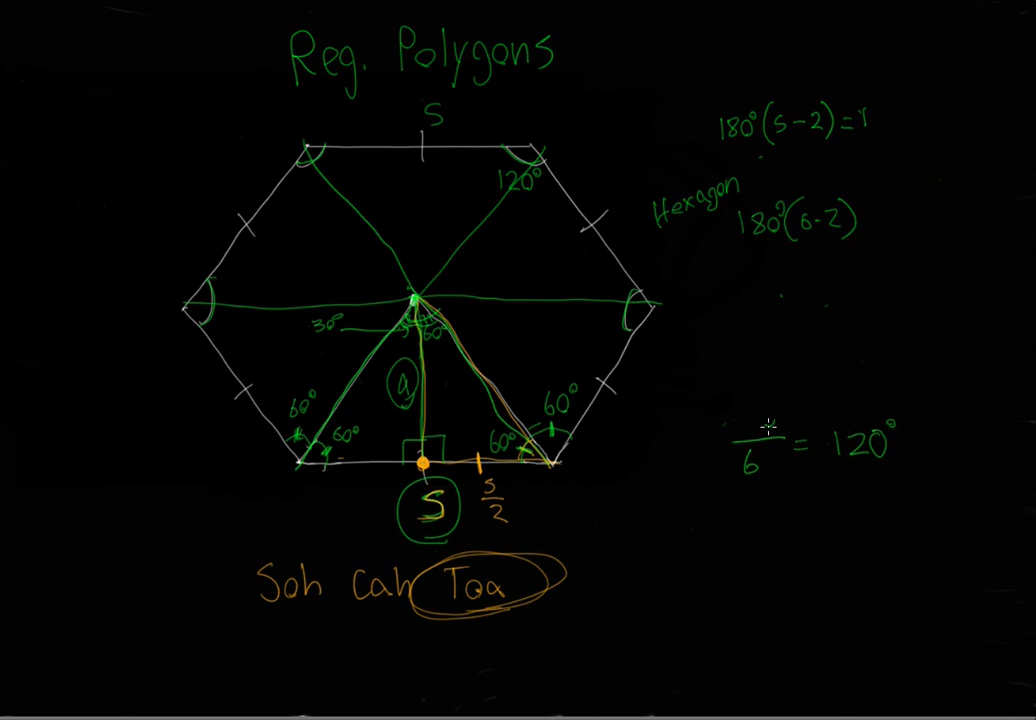 Reg. Polygons
S
180°(s-2)=
120°
Hexagon
180°(6-2)
30°
60°
a
60°
60°
60°
60°
6 = 120°
S
s/2
Soh Cah Toa